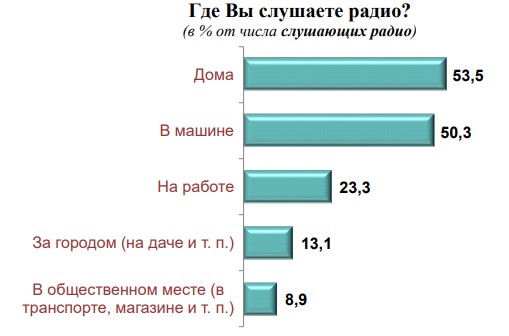 Где Вы слушаете радио?
(в % от числа слушающих радио)
Дома
53,5
В машине
50,3
На работе
23,3
За городом (на даче и т. п.)
13,1
В общественном месте (в
транспорте, магазине и т. п.)
8,9